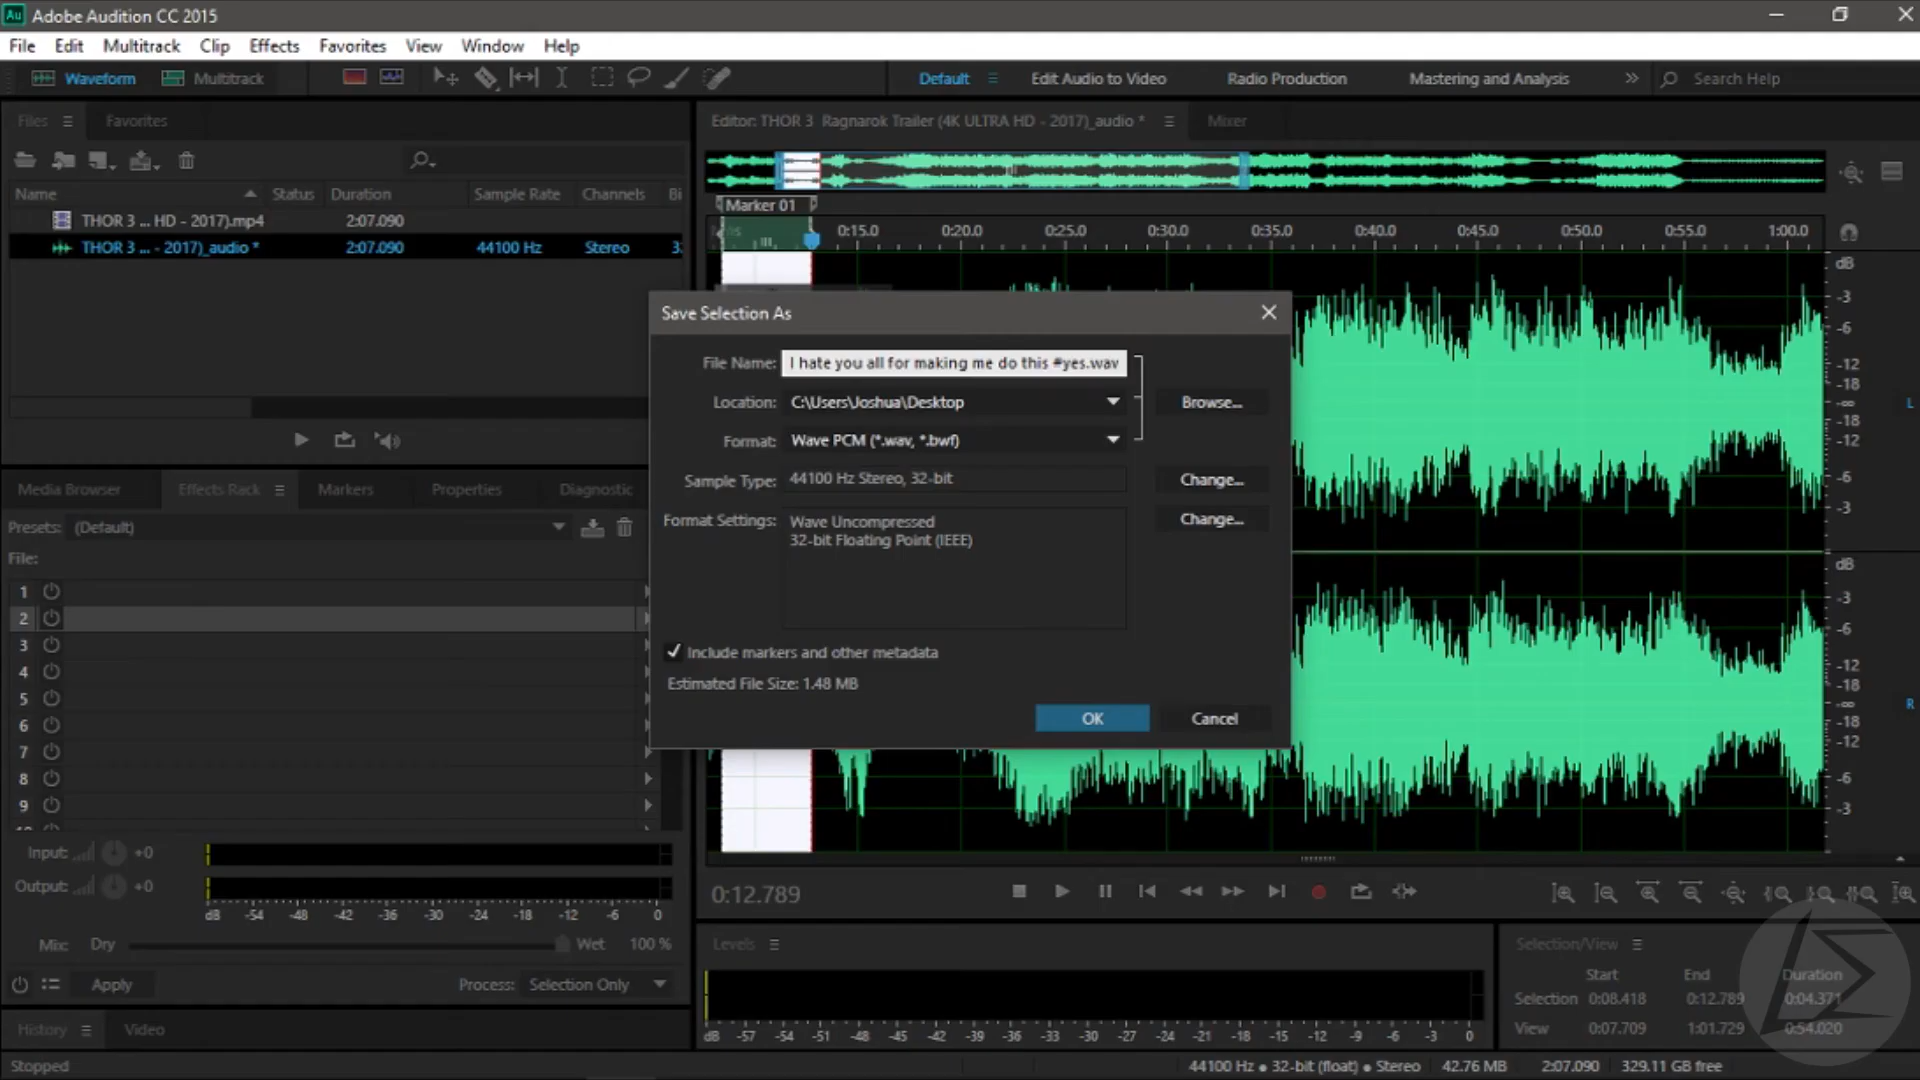 Au Adobe Audition CC 2015
File Edit Multitrack Clip Effects Favorites View Window Help
Waveform Multitrack Default Edit Audio to Video Radio Production Mastering and Analysis Search Help
Files Favorites
Editor: THOR 3 Ragnarok Trailer (4K ULTRA HD - 2017)_audio * Mixer
Name Status Duration Sample Rate Channels Bi
THOR 3 ... HD - 2017).mp4 2:07.090
THOR 3 ... - 2017)_audio * 2:07.090 44100 Hz Stereo 32
Marker 01
0:15.0 0:20.0 0:25.0 0:30.0 0:35.0 0:40.0 0:45.0 0:50.0 0:55.0 1:00.0
dB
-3
-6
-12
-18
-∞
-18
-12
-6
-3
L
Save Selection As
File Name: I hate you all for making me do this #yes.wav
Location: C:\Users\Joshua\Desktop Browse...
Format: Wave PCM (*.wav, *.bwf)
Sample Type: 44100 Hz Stereo, 32-bit Change...
Format Settings: Wave Uncompressed Change...
32-bit Floating Point (IEEE)
Include markers and other metadata
Estimated File Size: 1.48 MB
OK Cancel
dB
-3
-6
-12
-18
-∞
-18
-12
-6
-3
R
Media Browser Effects Rack Markers Properties Diagnostic
Presets: (Default)
File:
1
2
3
4
5
6
7
8
9
Input: +0
Output: +0
dB -54 -48 -42 -36 -30 -24 -18 -12 -6 0
Mix: Dry Wet 100 %
Apply Process: Selection Only
History Video
Stopped
0:12.789
Levels
dB -57 -54 -51 -48 -45 -42 -39 -36 -33 -30 -27 -24 -21 -18 -15 -12 -9 -6 -3 0
Selection/View
Start End Duration
Selection 0:08.418 0:12.789 0:04.371
View 0:07.709 1:01.729 0:54.020
44100 Hz ● 32-bit (float) ● Stereo 42.76 MB 2:07.090 329.11 GB free